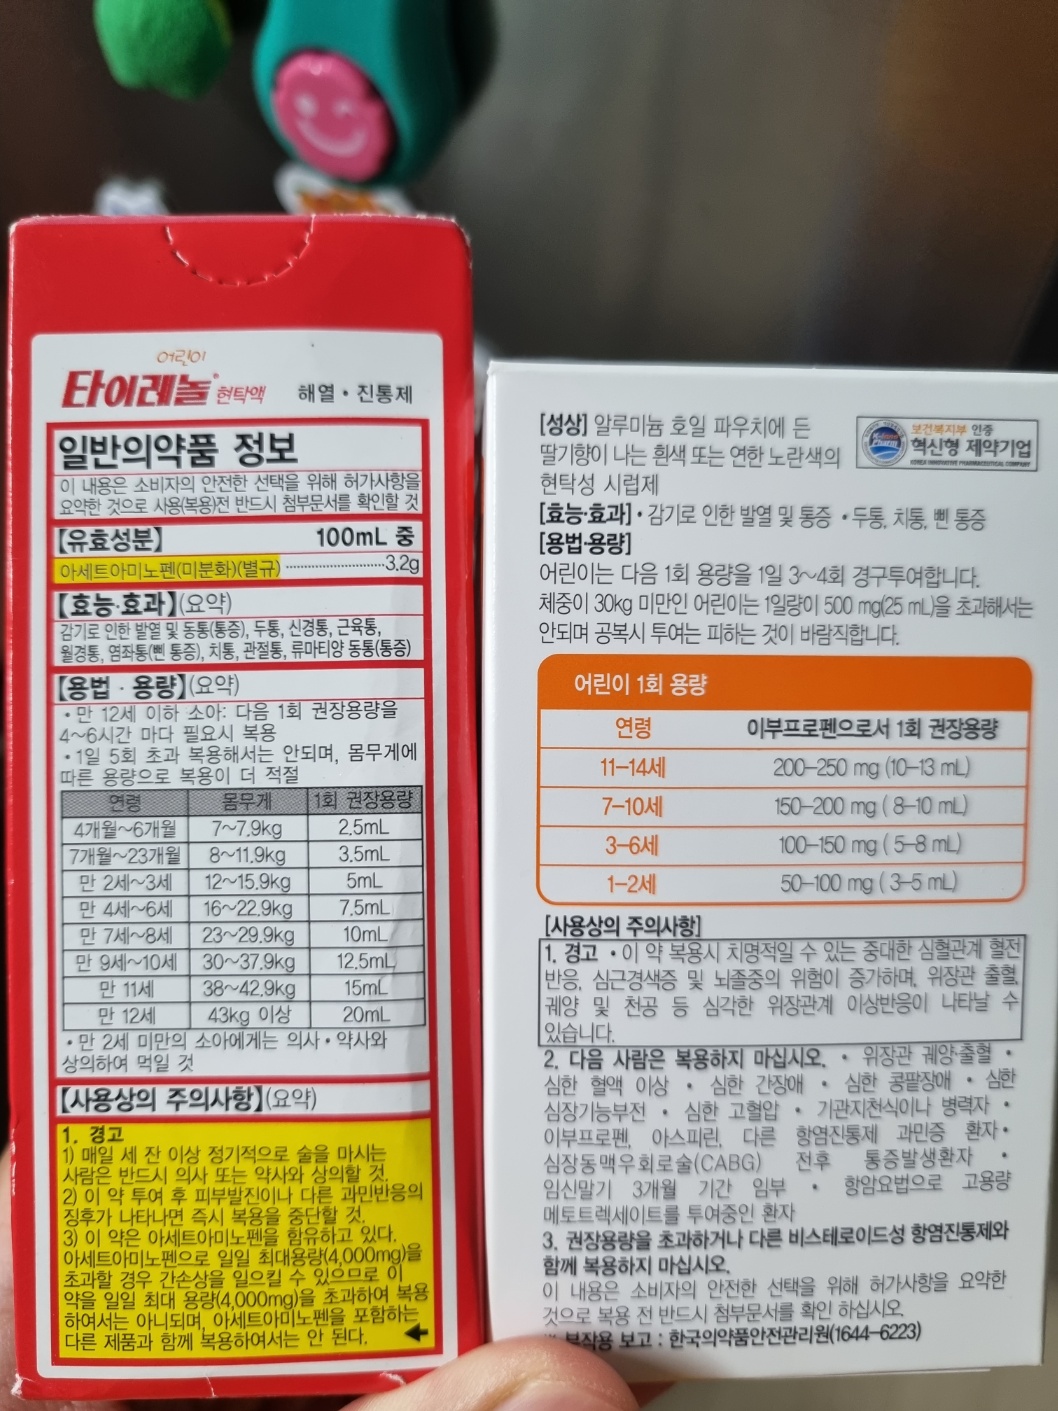 어린이
타이레놀® 현탁액 해열•진통제
일반의약품 정보
이 내용은 소비자의 안전한 선택을 위해 허가사항을
요약한 것으로 사용(복용)전 반드시 첨부문서를 확인할 것
【유효성분】 100mL 중
아세트아미노펜(미분화)(별규) ························3.2g
【효능·효과】(요약)
감기로 인한 발열 및 동통(통증), 두통, 신경통, 근육통,
월경통, 염좌통(삔 통증), 치통, 관절통, 류마티양 동통(통증)
【용법 · 용량】(요약)
• 만 12세 이하 소아: 다음 1회 권장용량을
4~6시간 마다 필요시 복용
• 1일 5회 초과 복용해서는 안되며, 몸무게에
따른 용량으로 복용이 더 적절
연령 몸무게 1회 권장용량
4개월~6개월 7~7.9kg 2.5mL
7개월~23개월 8~11.9kg 3.5mL
만 2세~3세 12~15.9kg 5mL
만 4세~6세 16~22.9kg 7.5mL
만 7세~8세 23~29.9kg 10mL
만 9세~10세 30~37.9kg 12.5mL
만 11세 38~42.9kg 15mL
만 12세 43kg 이상 20mL
• 만 2세 미만의 소아에게는 의사•약사와
상의하여 먹일 것
【사용상의 주의사항】(요약)
1. 경고
1) 매일 세 잔 이상 정기적으로 술을 마시는
사람은 반드시 의사 또는 약사와 상의할 것.
2) 이 약 투여 후 피부발진이나 다른 과민반응의
징후가 나타나면 즉시 복용을 중단할 것.
3) 이 약은 아세트아미노펜을 함유하고 있다.
아세트아미노펜으로 일일 최대용량(4,000mg)을
초과할 경우 간손상을 일으킬 수 있으므로 이
약을 일일 최대 용량(4,000mg)을 초과하여 복용
하여서는 아니되며, 아세트아미노펜을 포함하는
다른 제품과 함께 복용하여서는 안 된다.
[성상] 알루미늄 호일 파우치에 든
딸기향이 나는 흰색 또는 연한 노란색의
현탁성 시럽제
보건복지부 인증
혁신형 제약기업
KOREA INNOVATIVE PHARMACEUTICAL COMPANY
[효능·효과] • 감기로 인한 발열 및 통증 • 두통, 치통, 삔 통증
[용법·용량]
어린이는 다음 1회 용량을 1일 3~4회 경구투여합니다.
체중이 30kg 미만인 어린이는 1일량이 500 mg(25 mL)을 초과해서는
안되며 공복시 투여는 피하는 것이 바람직합니다.
어린이 1회 용량
연령 이부프로펜으로서 1회 권장용량
11-14세 200-250 mg (10-13 mL)
7-10세 150-200 mg ( 8-10 mL)
3-6세 100-150 mg ( 5-8 mL)
1-2세 50-100 mg ( 3-5 mL)
[사용상의 주의사항]
1. 경고 • 이 약 복용시 치명적일 수 있는 중대한 심혈관계 혈전
반응, 심근경색증 및 뇌졸중의 위험이 증가하며, 위장관 출혈,
궤양 및 천공 등 심각한 위장관계 이상반응이 나타날 수
있습니다.
2. 다음 사람은 복용하지 마십시오. • 위장관 궤양·출혈 •
심한 혈액 이상 • 심한 간장애 • 심한 콩팥장애 • 심한
심장기능부전 • 심한 고혈압 • 기관지천식이나 병력자 •
이부프로펜, 아스피린, 다른 항염진통제 과민증 환자 •
심장동맥우회로술(CABG) 전후 통증발생환자 •
임신말기 3개월 기간 임부 • 항암요법으로 고용량
메토트렉세이트를 투여중인 환자
3. 권장용량을 초과하거나 다른 비스테로이드성 항염진통제와
함께 복용하지 마십시오.
이 내용은 소비자의 안전한 선택을 위해 허가사항을 요약한
것으로 복용 전 반드시 첨부문서를 확인 하십시오.
※ 부작용 보고 : 한국의약품안전관리원(1644-6223)